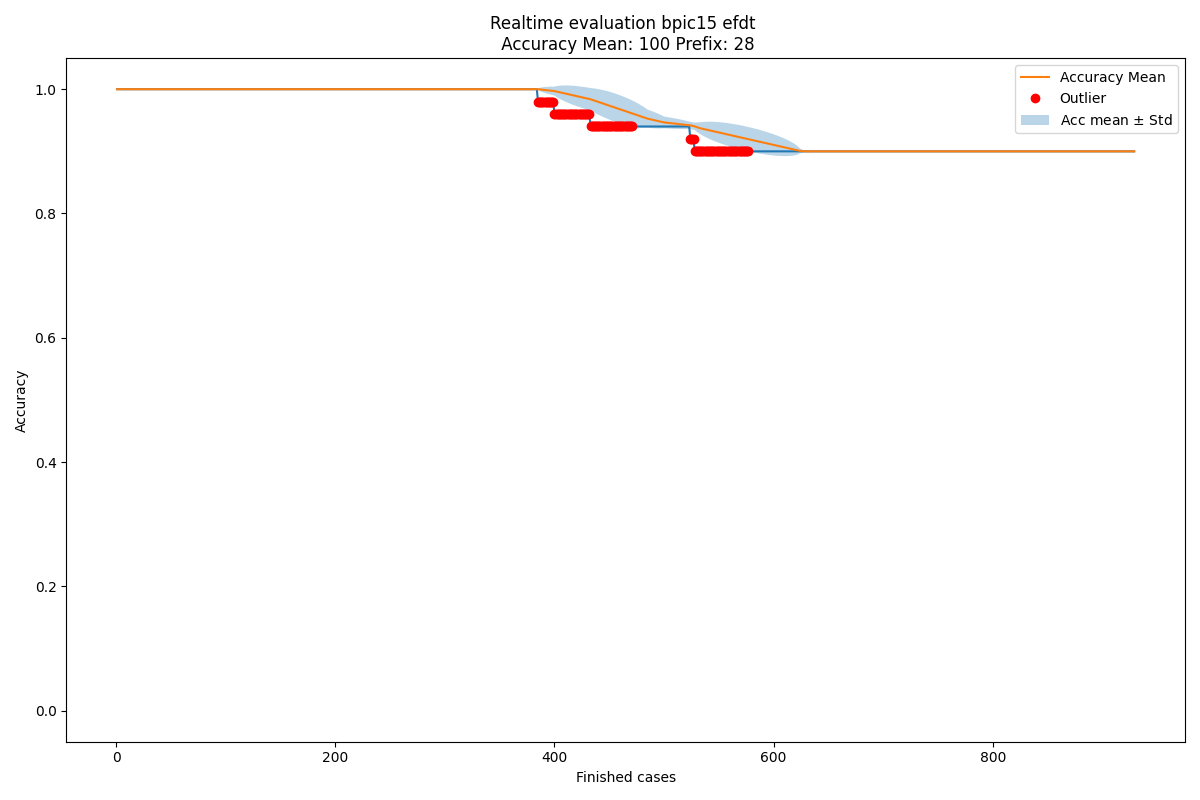 Realtime evaluation bpic15 efdt
Accuracy Mean: 100 Prefix: 28
Accuracy Mean
Outlier
Acc mean ± Std
Accuracy
1.0
0.8
0.6
0.4
0.2
0.0
0
200
400
600
800
Finished cases